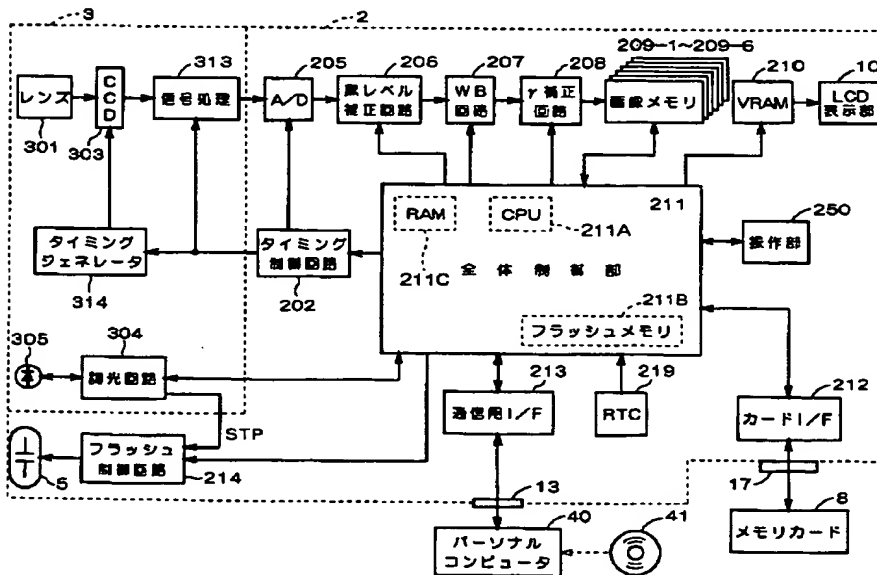 3
2
313
205
206
207
208
209-1~209-6
210
10
レンズ
CCD
信号処理
A/D
黒レベル
補正回路
WB
回路
γ補正
回路
画像メモリ
VRAM
LCD
表示部
301
303
RAM
CPU
211
250
タイミング
ジェネレータ
タイミング
制御回路
211C
211A
全体制御部
操作部
314
202
211B
フラッシュメモリ
305
304
調光回路
213
219
212
STP
通信用I/F
RTC
カードI/F
フラッシュ
制御回路
5
214
13
17
40
41
8
パーソナル
コンピュータ
メモリカード